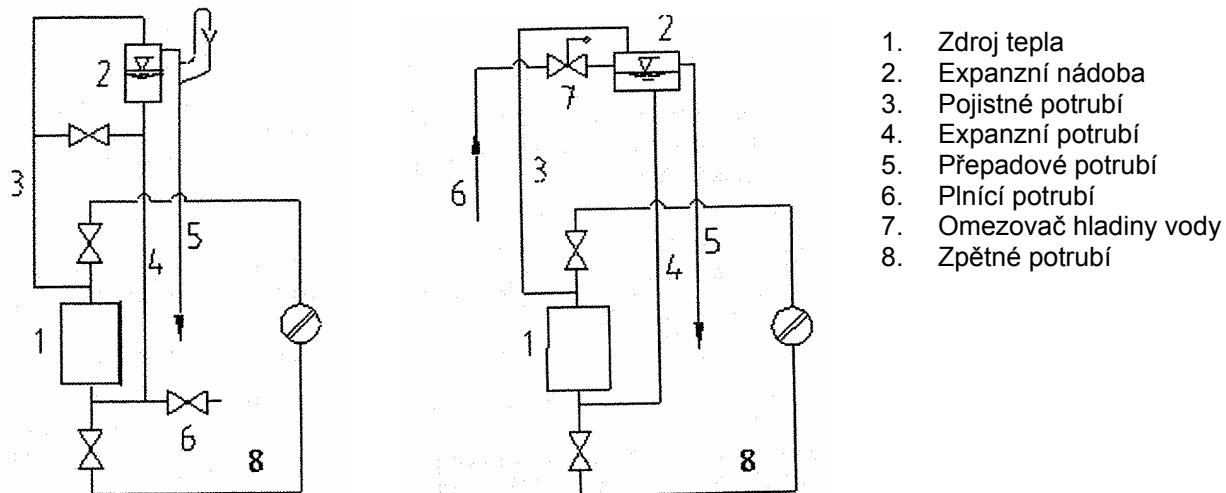 2
3
5
4
1
6
8
2
7
3
6
5
4
1
8
1. Zdroj tepla
2. Expanzní nádoba
3. Pojistné potrubí
4. Expanzní potrubí
5. Přepadové potrubí
6. Plnící potrubí
7. Omezovač hladiny vody
8. Zpětné potrubí